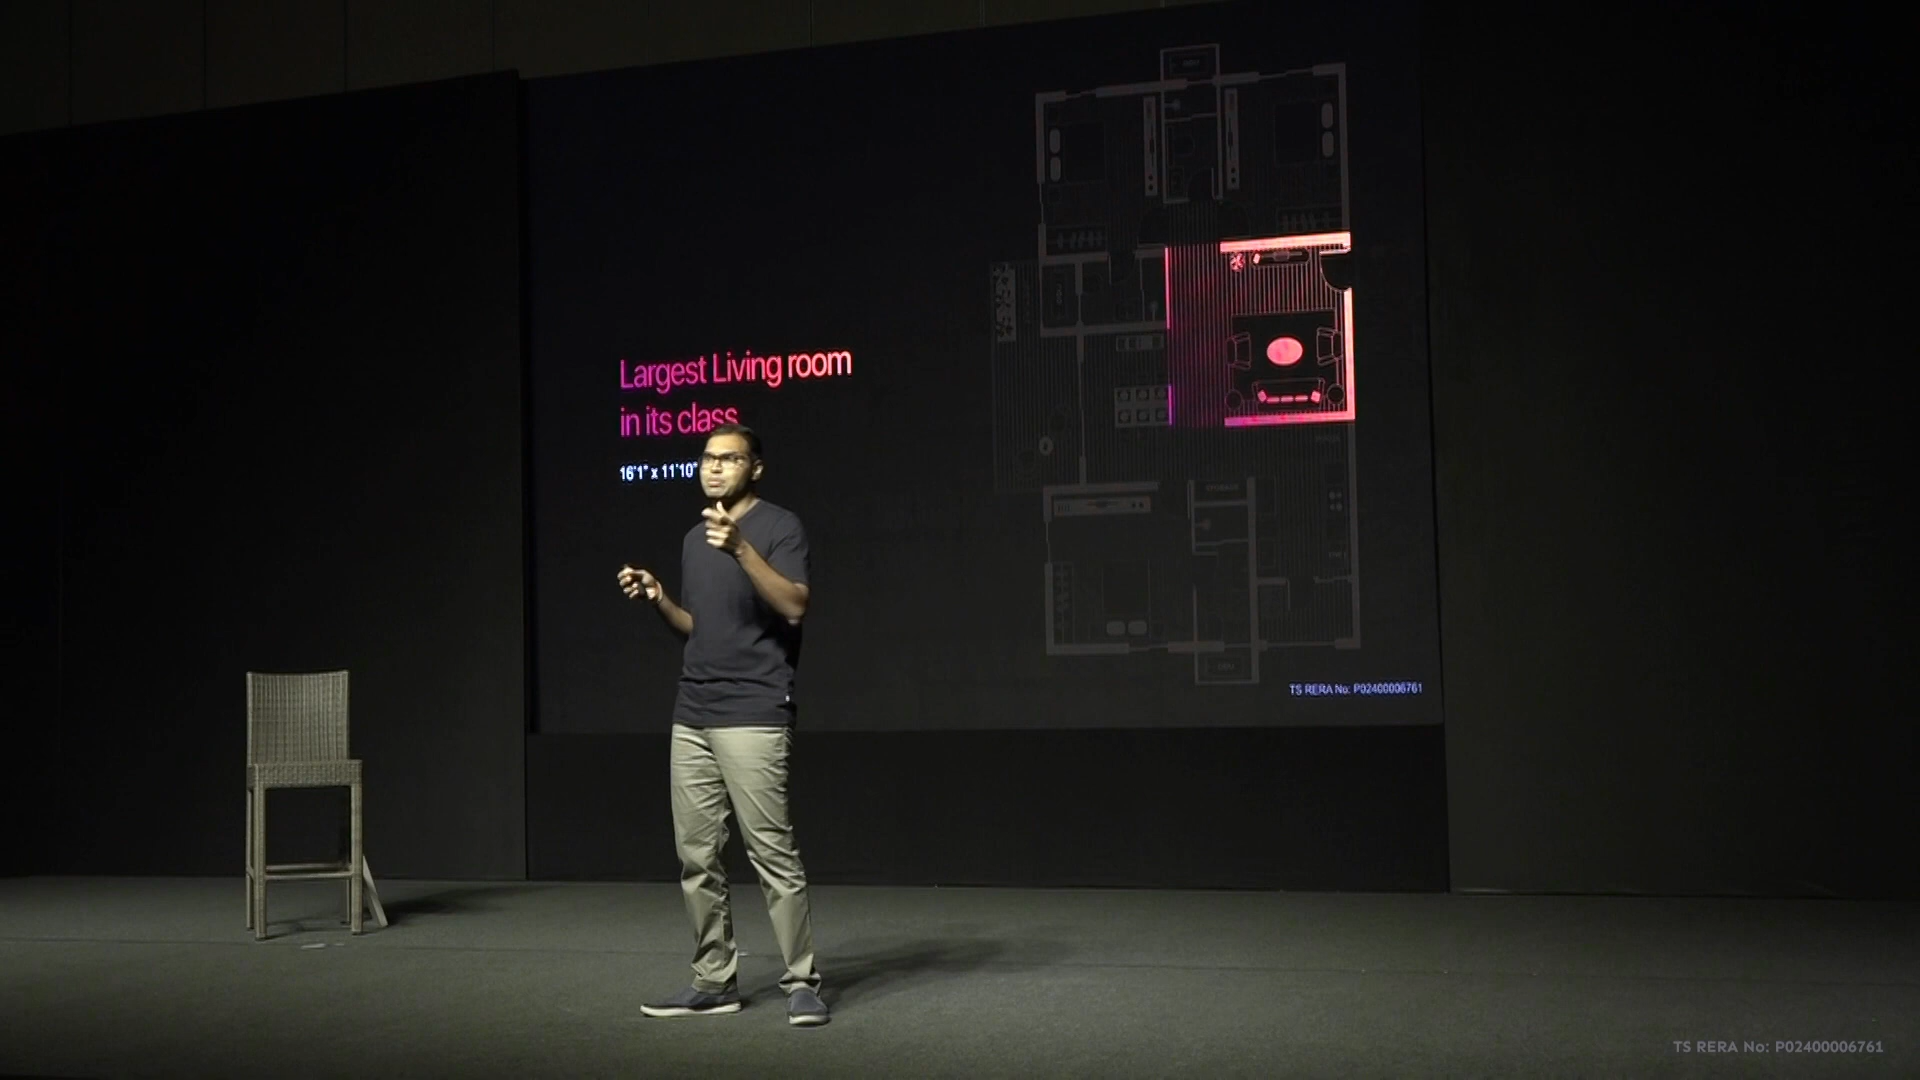 Largest Living room
in its class
16'1" x 11'10"
TS RERA No: P02400006761
TS RERA No: P02400006761